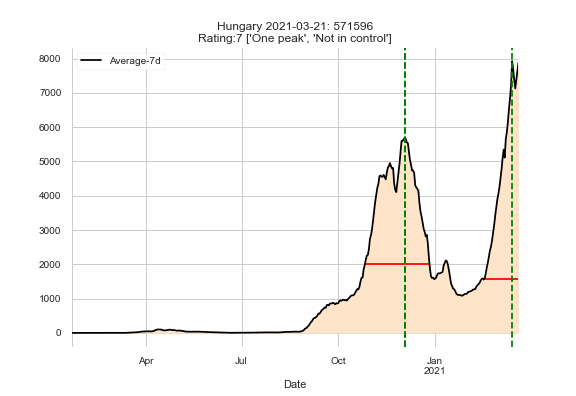 Hungary 2021-03-21: 571596
Rating:7 ['One peak', 'Not in control']
Average-7d
8000
7000
6000
5000
4000
3000
2000
1000
0
Apr Jul Oct Jan
2021
Date